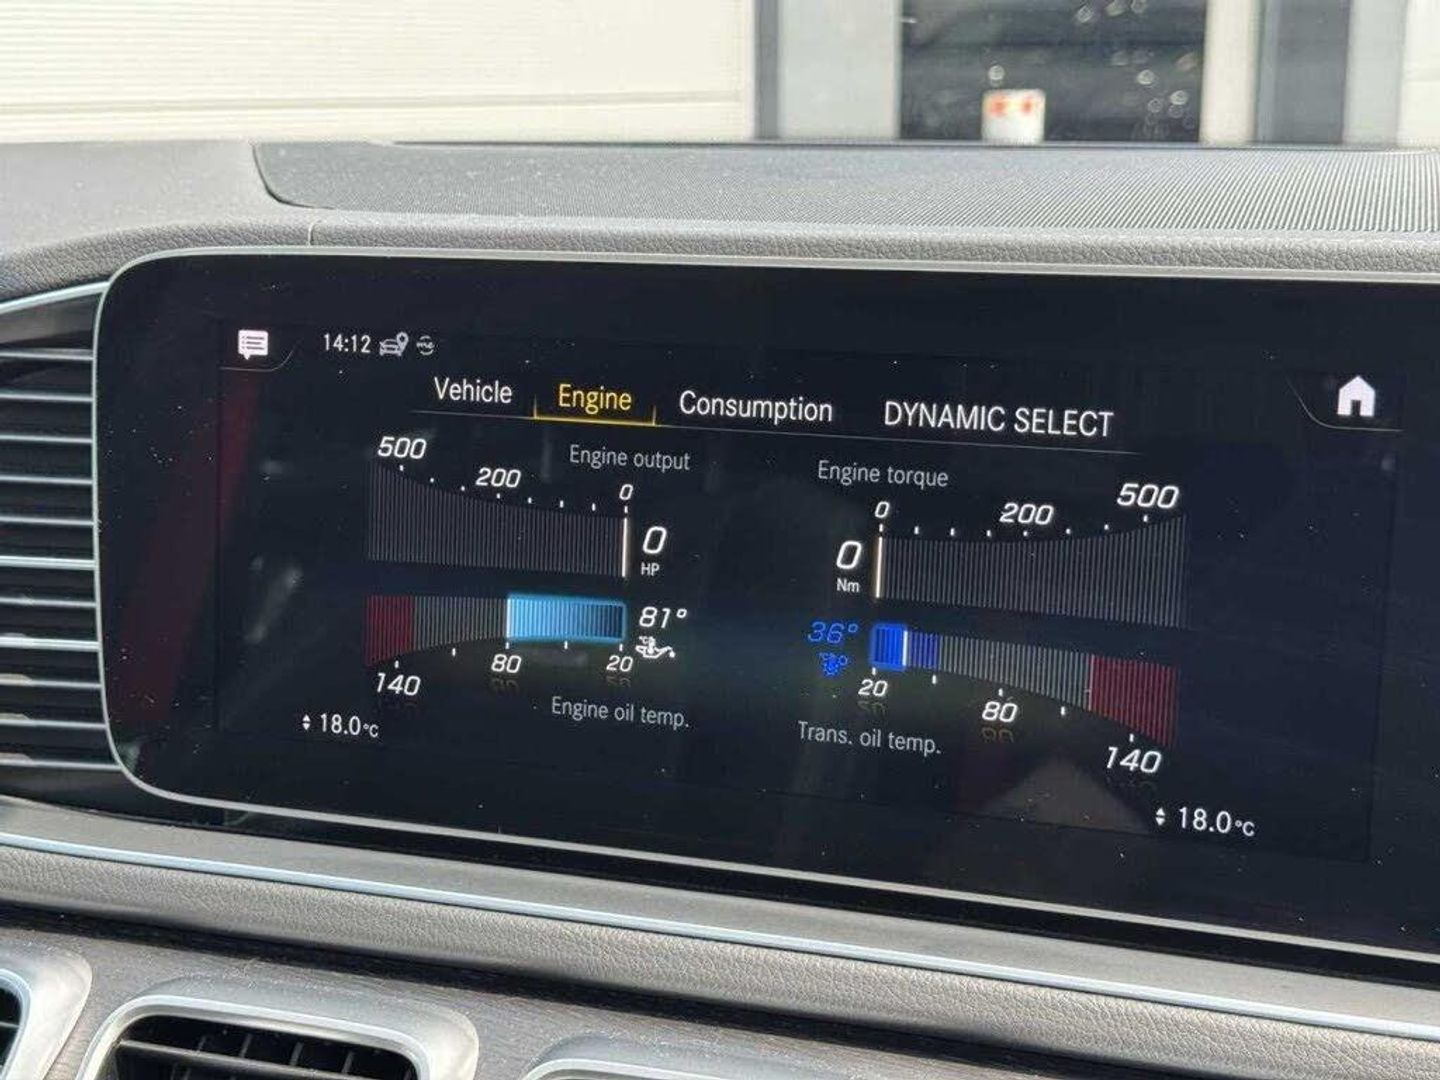 14:12 me
Vehicle Engine Consumption DYNAMIC SELECT
Engine output
500 200 0
0
HP
Engine torque
0 200 500
0
Nm
81°
140 80 20
Engine oil temp.
36°
20 80 140
Trans. oil temp.
18.0°C
18.0°C